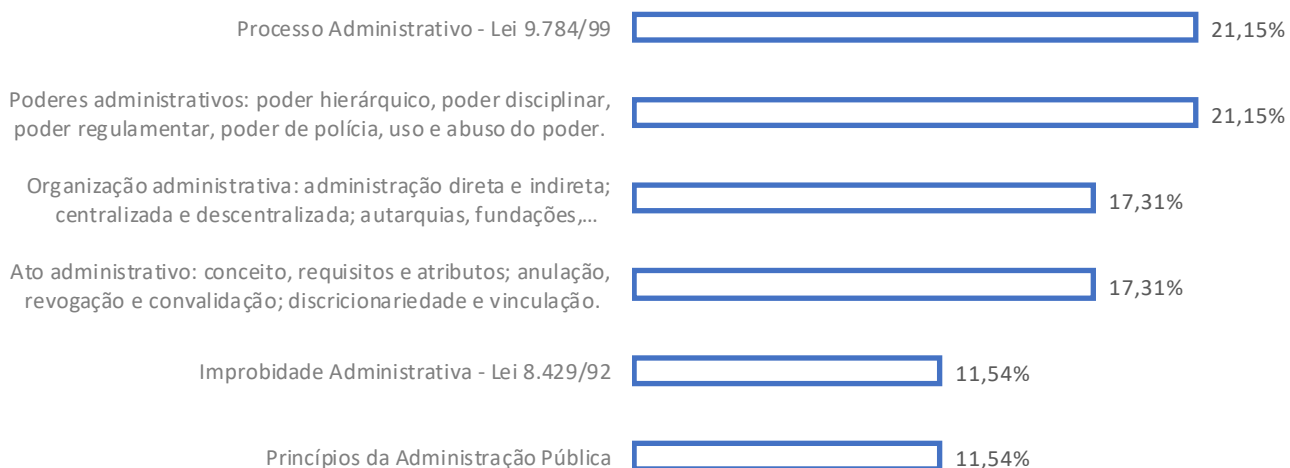 Processo Administrativo - Lei 9.784/99
21,15%
Poderes administrativos: poder hierárquico, poder disciplinar,
poder regulamentar, poder de polícia, uso e abuso do poder.
21,15%
Organização administrativa: administração direta e indireta;
centralizada e descentralizada; autarquias, fundações,...
17,31%
Ato administrativo: conceito, requisitos e atributos; anulação,
revogação e convalidação; discricionariedade e vinculação.
17,31%
Improbidade Administrativa - Lei 8.429/92
11,54%
Princípios da Administração Pública
11,54%